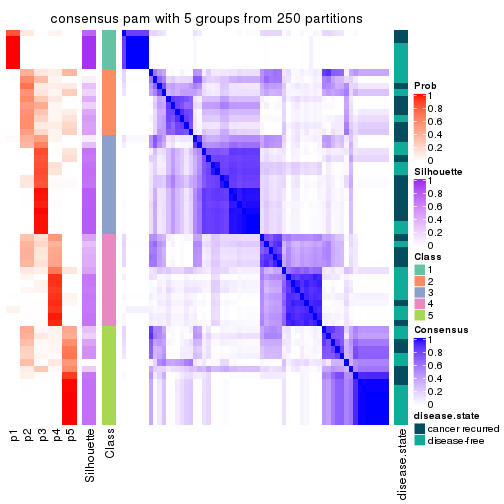 consensus pam with 5 groups from 250 partitions
p1
p2
p3
p4
p5
Silhouette
Class
disease.state
Prob
1
0.8
0.6
0.4
0.2
0
Silhouette
1
0.8
0.6
0.4
0.2
0
Class
1
2
3
4
5
Consensus
1
0.8
0.6
0.4
0.2
0
disease.state
cancer recurred
disease-free